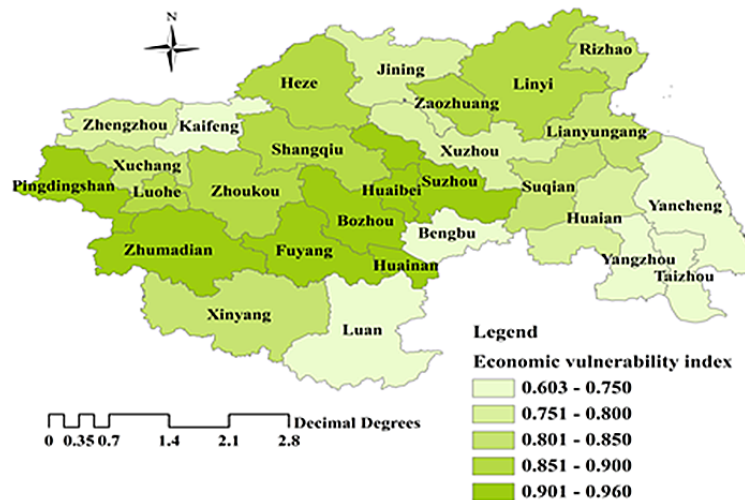 N
Rizhao
Jining
Heze
Linyi
Zaozhuang
Zhengzhou
Kaifeng
Lianyungang
Shangqiu
Xuzhou
Xuchang
Pingdingshan
Luohe
Zhoukou
Huaibei
Suzhou
Suqian
Yancheng
Bozhou
Huaian
Bengbu
Zhumadian
Fuyang
Huainan
Yangzhou
Taizhou
Xinyang
Luan
Legend
Economic vulnerability index
0.603 - 0.750
0.751 - 0.800
0.801 - 0.850
0.851 - 0.900
0.901 - 0.960
Decimal Degrees
0 0.35 0.7 1.4 2.1 2.8